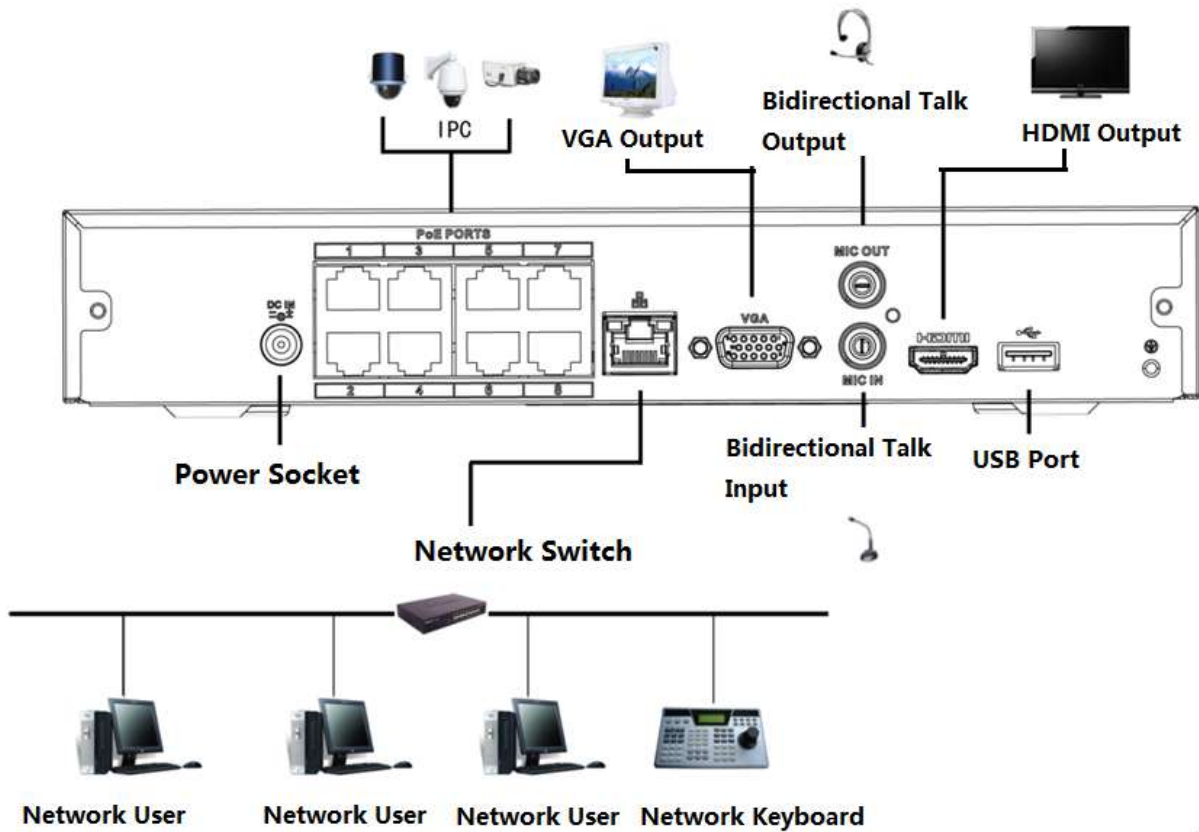 IPC
VGA Output
Bidirectional Talk
Output
HDMI Output
PoE PORTS
1 3 5 7
DC IN
VGA
MIC OUT
MIC IN
HDMI
2 4 6 8
Power Socket
Network Switch
Bidirectional Talk
Input
USB Port
Network User
Network User
Network User
Network Keyboard